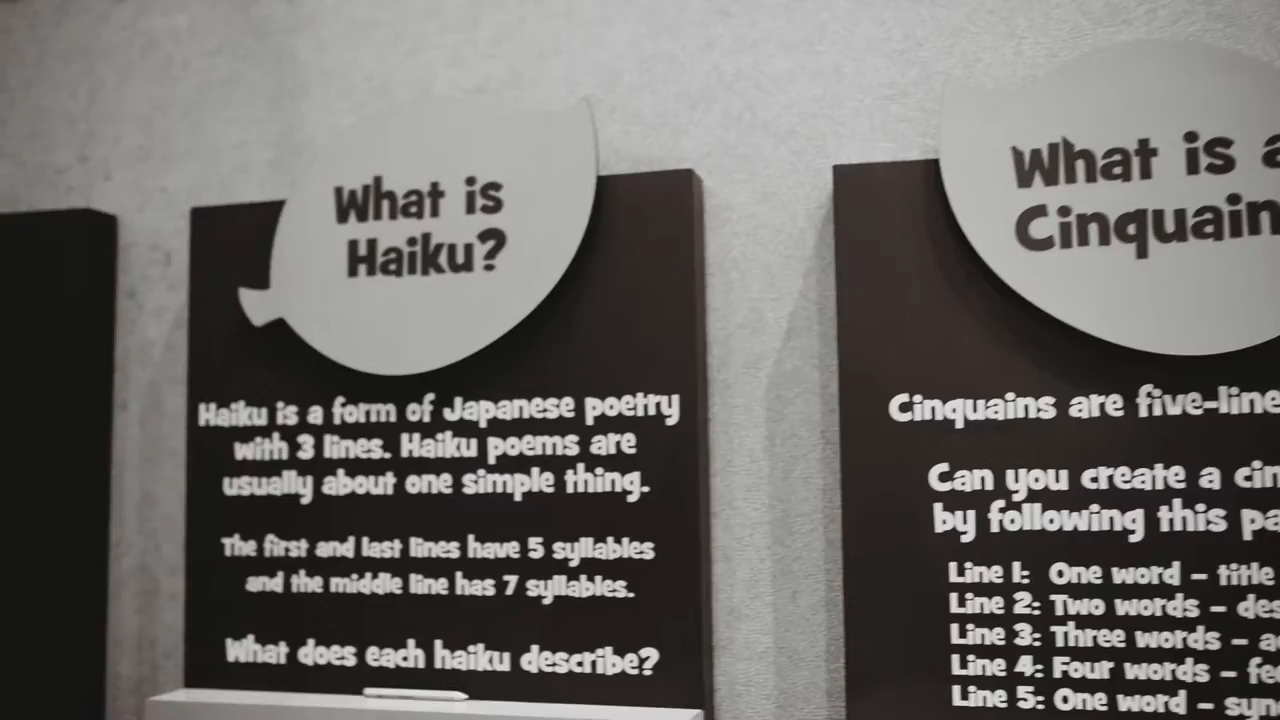 What is
Haiku?
Haiku is a form of Japanese poetry
with 3 lines. Haiku poems are
usually about one simple thing.
The first and last lines have 5 syllables
and the middle line has 7 syllables.
What does each haiku describe?
What is a
Cinquain
Cinquains are five-line
Can you create a
by following this
Line 1: One word – title
Line 2: Two words –
Line 3: Three words –
Line 4: Four words –
Line 5: One word –